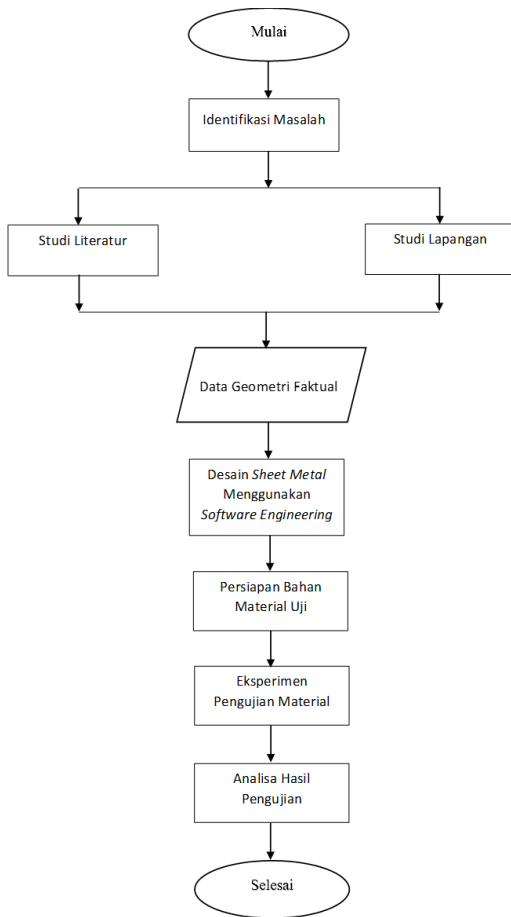 Mulai
Identifikasi Masalah
Studi Literatur
Studi Lapangan
Data Geometri Faktual
Desain Sheet Metal
Menggunakan
Software Engineering
Persiapan Bahan
Material Uji
Eksperimen
Pengujian Material
Analisa Hasil
Pengujian
Selesai